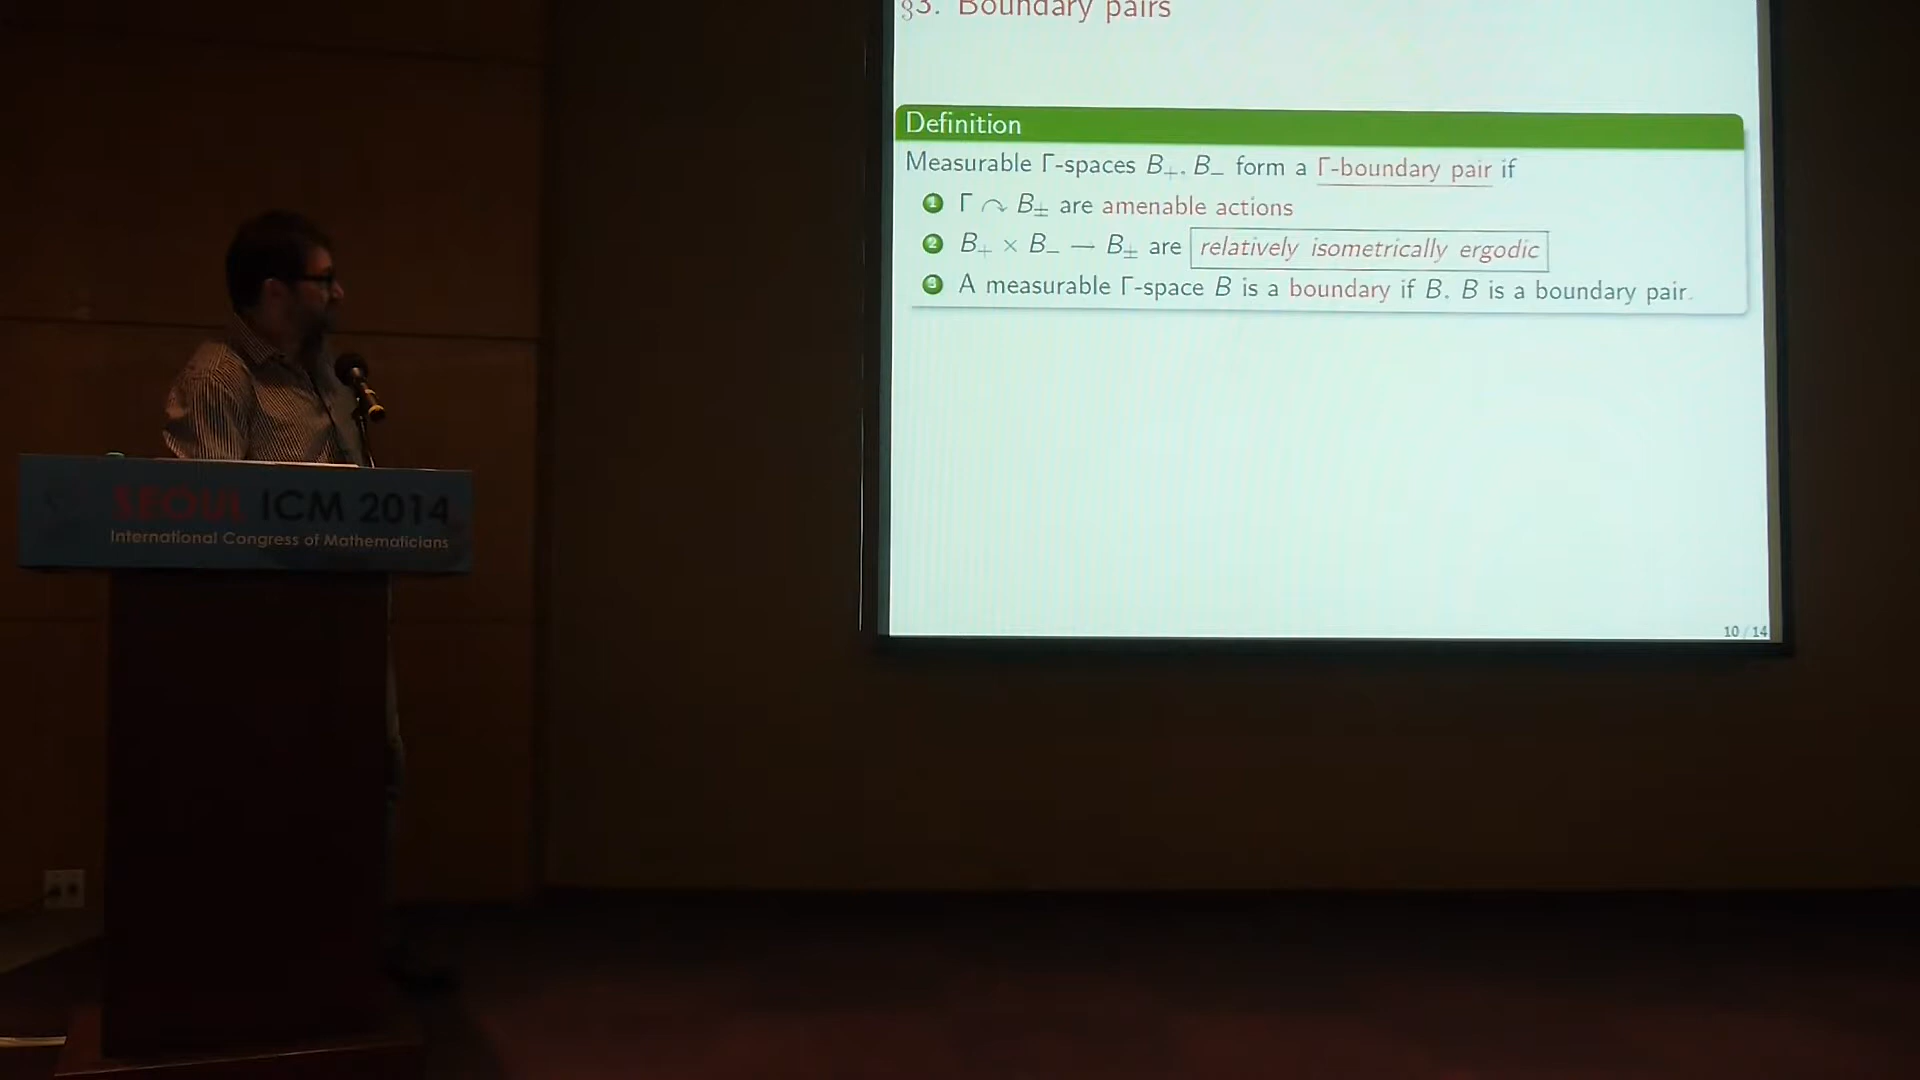 §3. Boundary pairs
Definition
Measurable Γ-spaces B₊, B₋ form a Γ-boundary pair if
1 Γ ↷ B± are amenable actions
2 B₊ × B₋ → B± are relatively isometrically ergodic
3 A measurable Γ-space B is a boundary if B, B is a boundary pair.
10 / 14
SEOUL ICM 2014
International Congress of Mathematicians